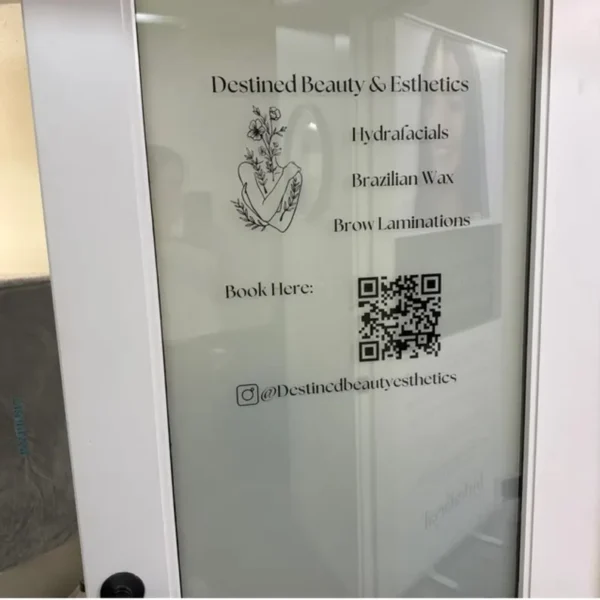 Destined Beauty & Esthetics
Hydrafacials
Brazilian Wax
Brow Laminations
Book Here:
@Destinedbeautyesthetics